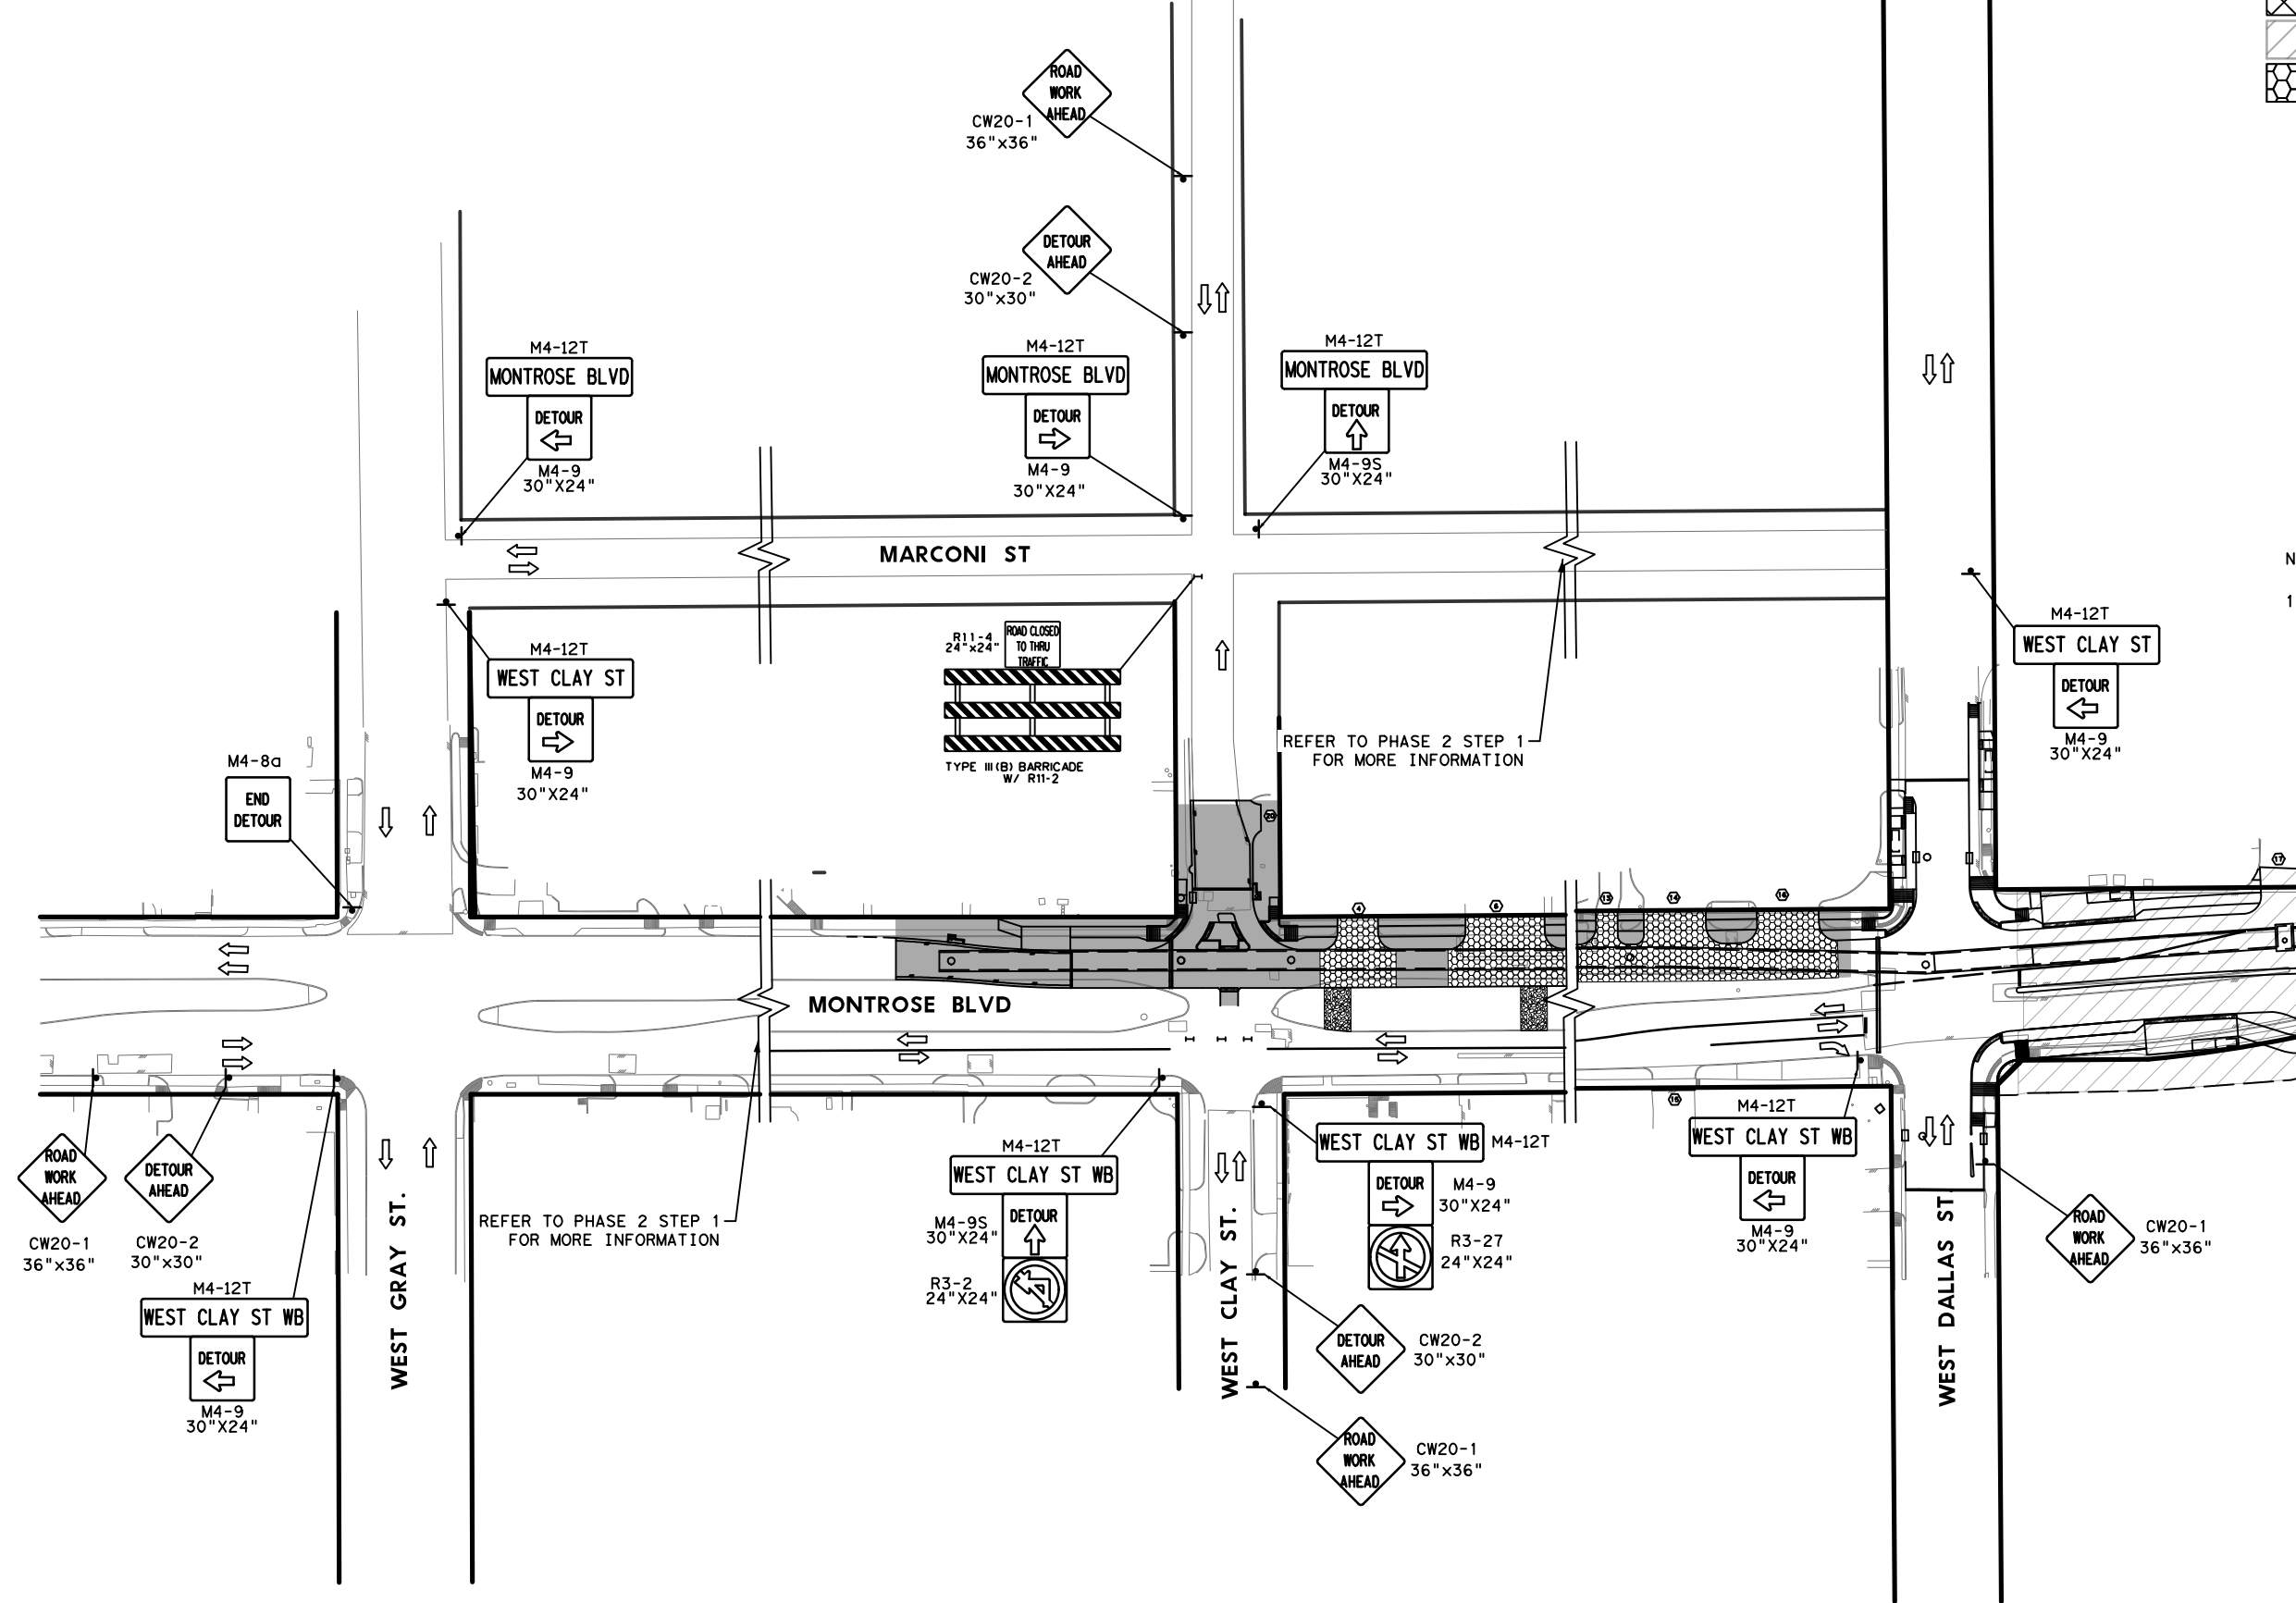 ROAD
WORK
AHEAD
CW20-1
36"x36"
DETOUR
AHEAD
CW20-2
30"x30"
M4-12T
MONTROSE BLVD
DETOUR
M4-9
30"X24"
M4-12T
MONTROSE BLVD
DETOUR
M4-9
30"X24"
M4-12T
MONTROSE BLVD
DETOUR
M4-9S
30"X24"
MARCONI ST
N
1
M4-12T
WEST CLAY ST
DETOUR
M4-9
30"X24"
R11-4
24"x24"
ROAD CLOSED
TO THRU
TRAFFIC
TYPE III(B) BARRICADE
W/ R11-2
REFER TO PHASE 2 STEP 1
FOR MORE INFORMATION
M4-12T
WEST CLAY ST
DETOUR
M4-9
30"X24"
M4-8a
END
DETOUR
20
4
6
13
14
16
17
MONTROSE BLVD
15
ROAD
WORK
AHEAD
CW20-1
36"x36"
DETOUR
AHEAD
CW20-2
30"x30"
M4-12T
WEST CLAY ST WB
DETOUR
M4-9
30"X24"
WEST GRAY ST.
REFER TO PHASE 2 STEP 1
FOR MORE INFORMATION
M4-12T
WEST CLAY ST WB
M4-9S
30"X24"
DETOUR
R3-2
24"X24"
WEST CLAY ST.
WEST CLAY ST WB M4-12T
DETOUR
M4-9
30"X24"
R3-27
24"X24"
DETOUR
AHEAD
CW20-2
30"x30"
ROAD
WORK
AHEAD
CW20-1
36"x36"
M4-12T
WEST CLAY ST WB
DETOUR
M4-9
30"X24"
WEST DALLAS ST.
ROAD
WORK
AHEAD
CW20-1
36"x36"